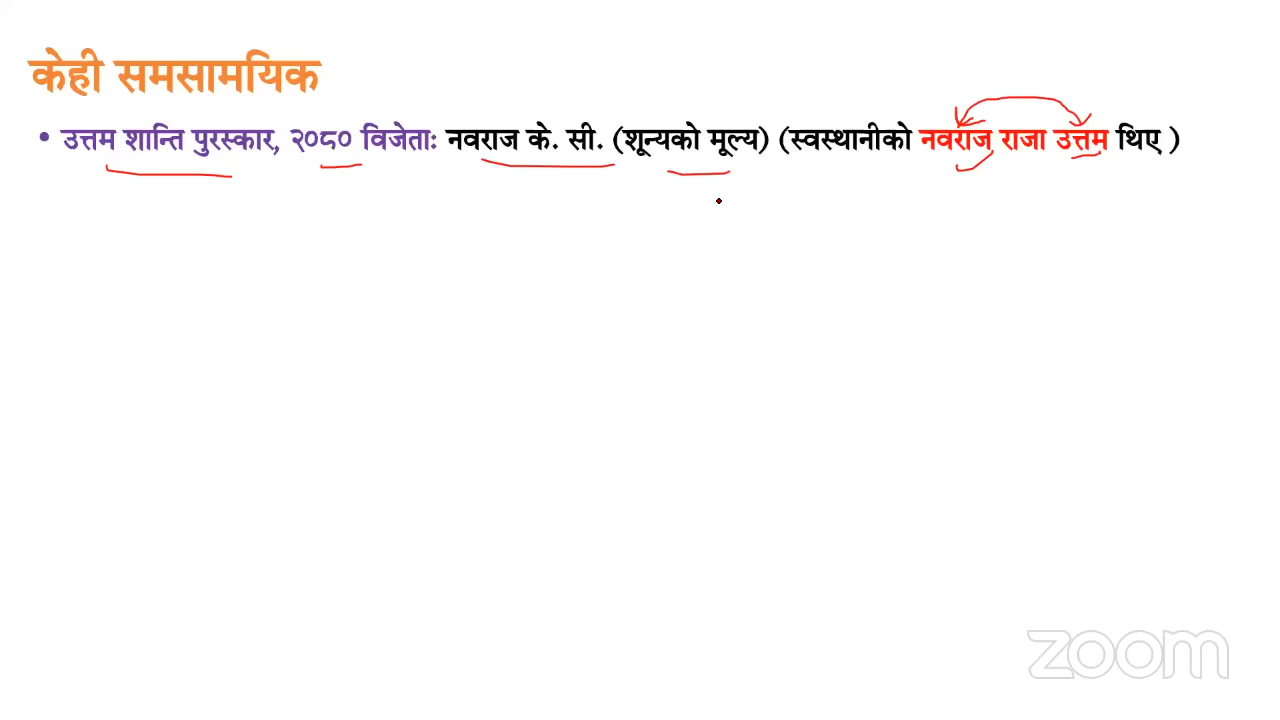 केही समसामयिक
• उत्तम शान्ति पुरस्कार, २०८० विजेताः नवराज के. सी. (शून्यको मूल्य) (स्वस्थानीको नवराज राजा उत्तम थिए )
zoom